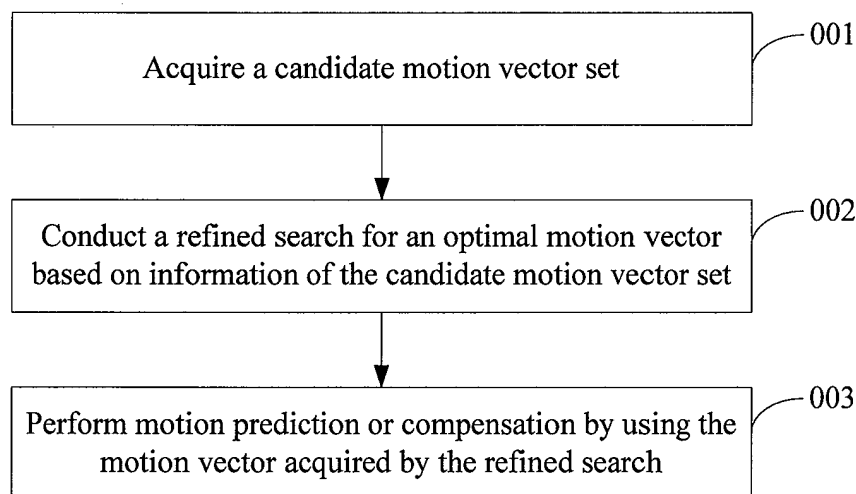 001
Acquire a candidate motion vector set
002
Conduct a refined search for an optimal motion vector
based on information of the candidate motion vector set
003
Perform motion prediction or compensation by using the
motion vector acquired by the refined search